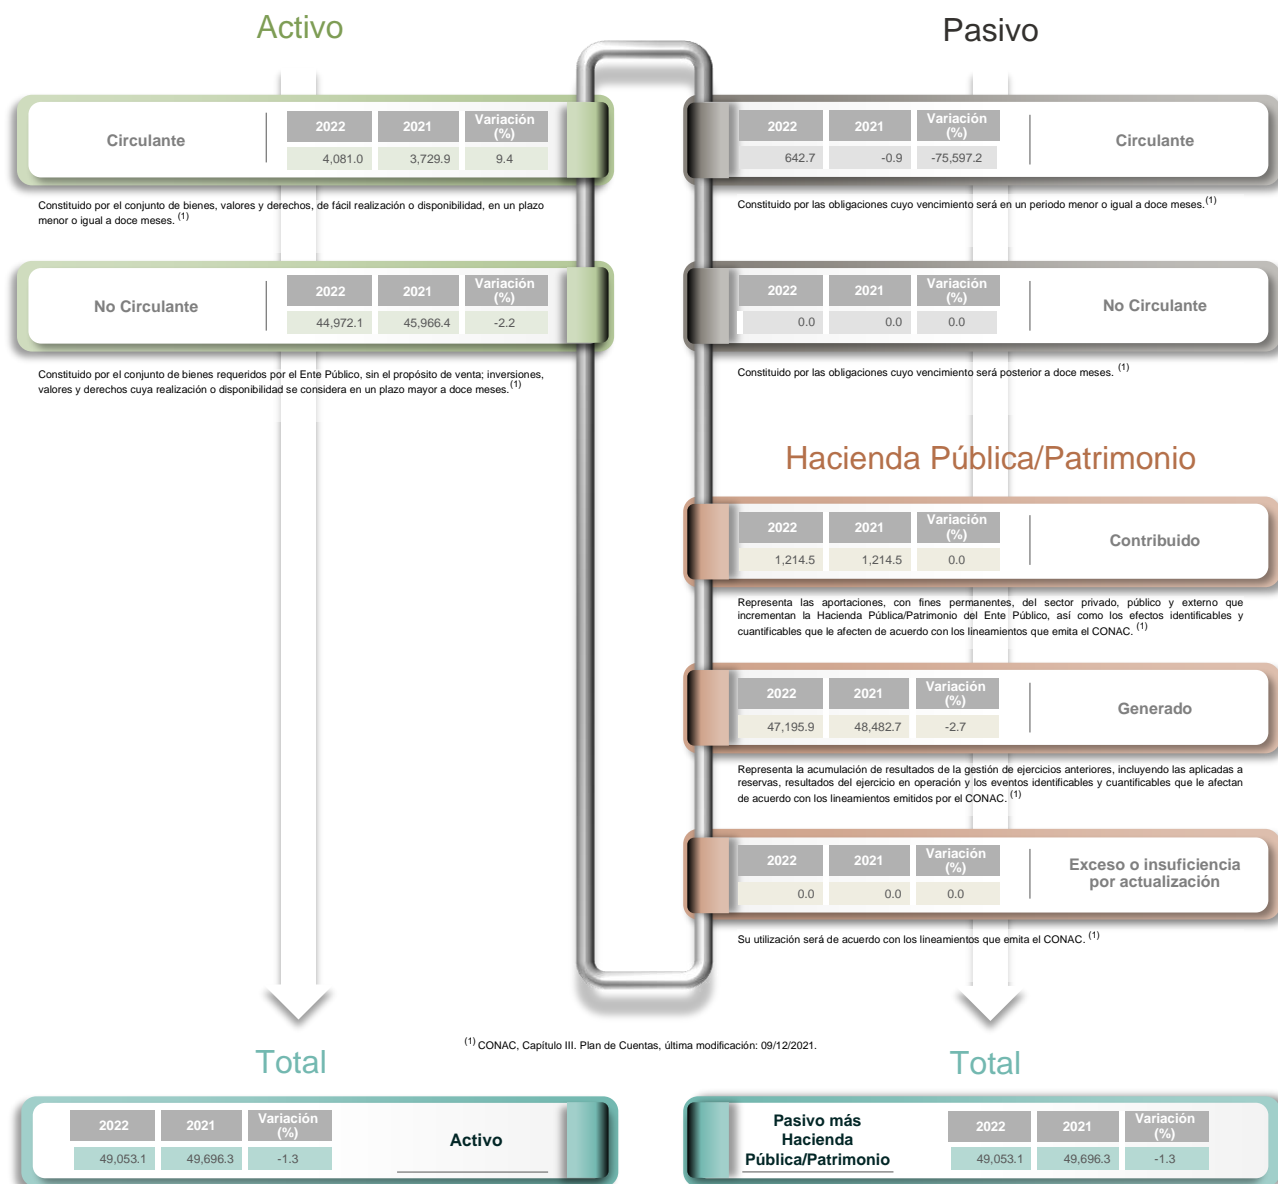 Activo
Circulante
2022 2021 Variación (%)
4,081.0 3,729.9 9.4
Constituido por el conjunto de bienes, valores y derechos, de fácil realización o disponibilidad, en un plazo
menor o igual a doce meses. (1)
No Circulante
2022 2021 Variación (%)
44,972.1 45,966.4 -2.2
Constituido por el conjunto de bienes requeridos por el Ente Público, sin el propósito de venta; inversiones,
valores y derechos cuya realización o disponibilidad se considera en un plazo mayor a doce meses. (1)
Pasivo
2022 2021 Variación (%)
642.7 -0.9 -75,597.2
Circulante
Constituido por las obligaciones cuyo vencimiento será en un periodo menor o igual a doce meses. (1)
2022 2021 Variación (%)
0.0 0.0 0.0
No Circulante
Constituido por las obligaciones cuyo vencimiento será posterior a doce meses. (1)
Hacienda Pública/Patrimonio
2022 2021 Variación (%)
1,214.5 1,214.5 0.0
Contribuido
Representa las aportaciones, con fines permanentes, del sector privado, público y externo que
incrementan la Hacienda Pública/Patrimonio del Ente Público, así como los efectos identificables y
cuantificables que le afecten de acuerdo con los lineamientos que emita el CONAC. (1)
2022 2021 Variación (%)
47,195.9 48,482.7 -2.7
Generado
Representa la acumulación de resultados de la gestión de ejercicios anteriores, incluyendo las aplicadas a
reservas, resultados del ejercicio en operación y los eventos identificables y cuantificables que le afectan
de acuerdo con los lineamientos emitidos por el CONAC. (1)
2022 2021 Variación (%)
0.0 0.0 0.0
Exceso o insuficiencia
por actualización
Su utilización será de acuerdo con los lineamientos que emita el CONAC. (1)
(1) CONAC, Capítulo III. Plan de Cuentas, última modificación: 09/12/2021.
Total
2022 2021 Variación (%)
49,053.1 49,696.3 -1.3
Activo
Total
Pasivo más
Hacienda
Pública/Patrimonio
2022 2021 Variación (%)
49,053.1 49,696.3 -1.3